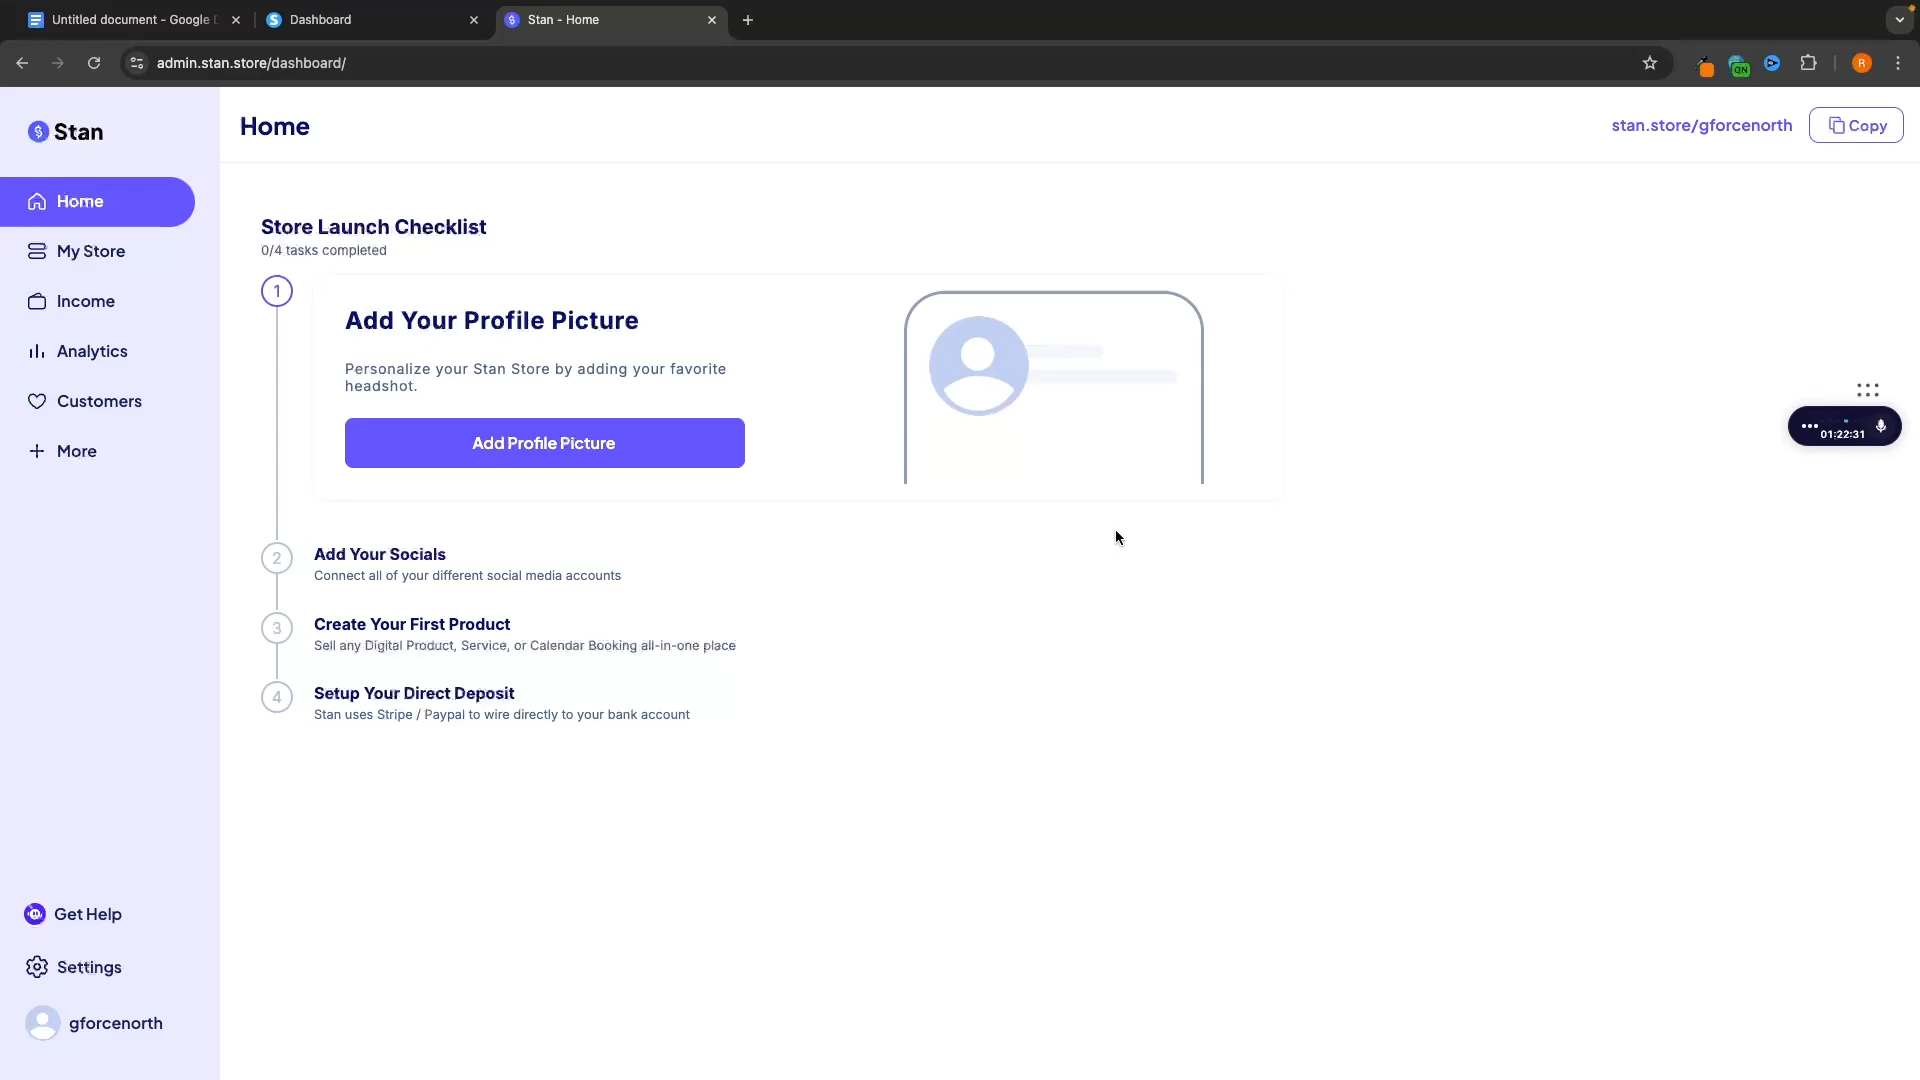 Untitled document - Google D
Dashboard
Stan - Home
admin.stan.store/dashboard/
R
Stan
Home
stan.store/gforcenorth
Copy
Home
My Store
Income
Analytics
Customers
More
Store Launch Checklist
0/4 tasks completed
1
Add Your Profile Picture
Personalize your Stan Store by adding your favorite
headshot.
Add Profile Picture
01:22:31
2
Add Your Socials
Connect all of your different social media accounts
3
Create Your First Product
Sell any Digital Product, Service, or Calendar Booking all-in-one place
4
Setup Your Direct Deposit
Stan uses Stripe / Paypal to wire directly to your bank account
Get Help
Settings
gforcenorth